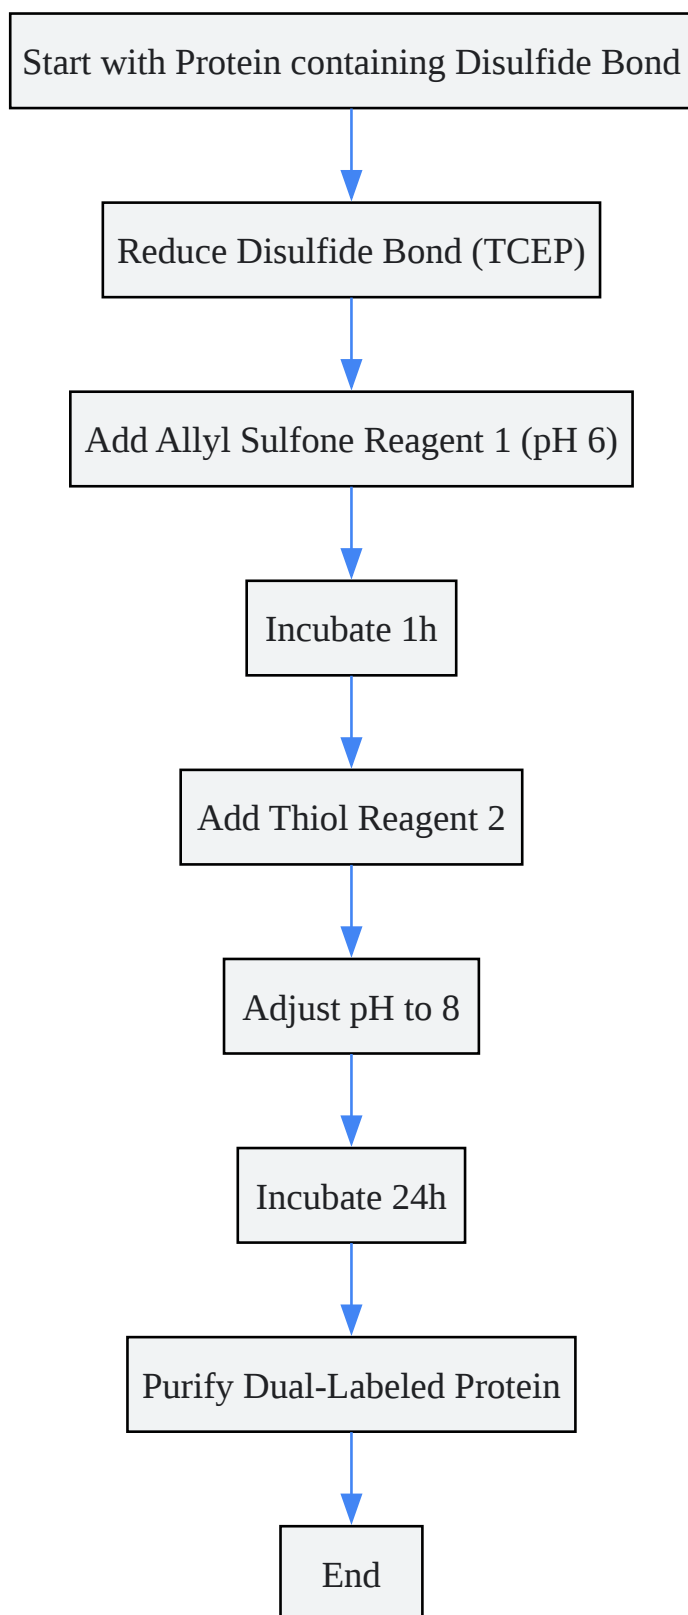 Start with Protein containing Disulfide Bond
Reduce Disulfide Bond (TCEP)
Add Allyl Sulfone Reagent 1 (pH 6)
Incubate 1h
Add Thiol Reagent 2
Adjust pH to 8
Incubate 24h
Purify Dual-Labeled Protein
End